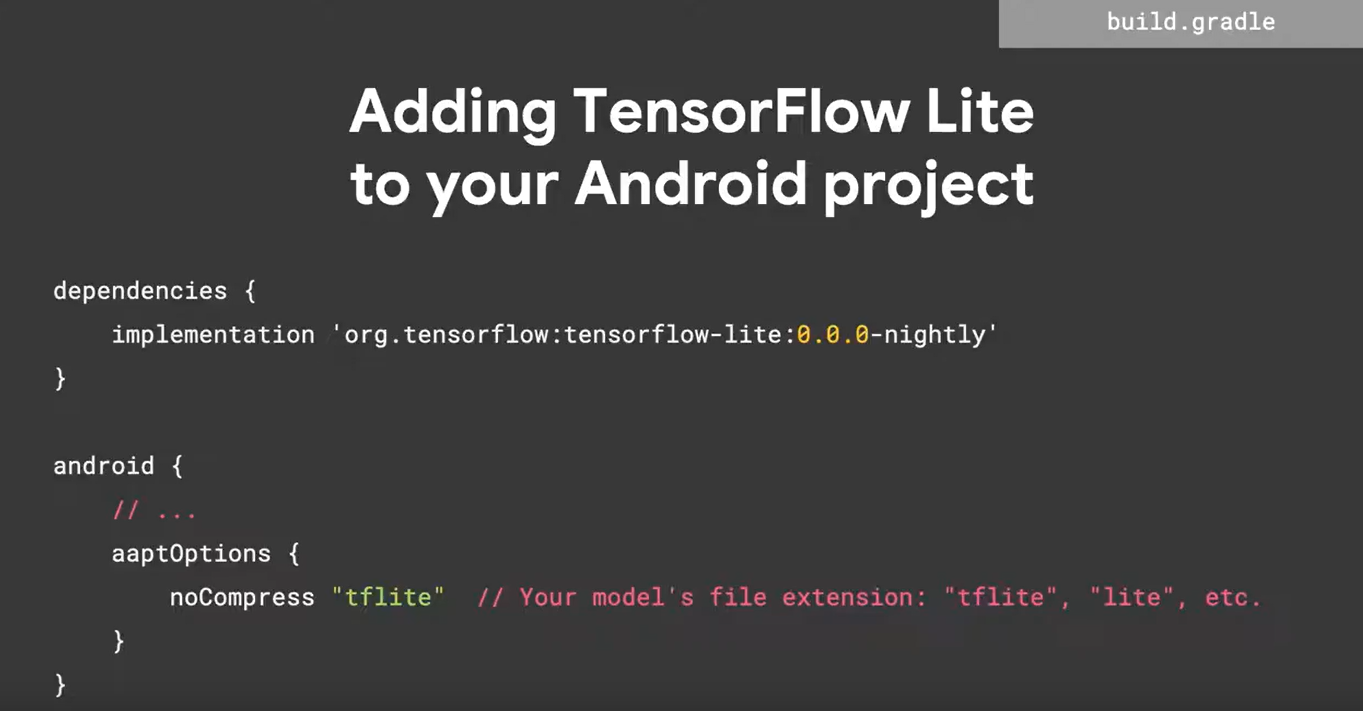 build.gradle
Adding TensorFlow Lite
to your Android project
dependencies {
    implementation 'org.tensorflow:tensorflow-lite:0.0.0-nightly'
}
android {
    // ...
    aaptOptions {
        noCompress "tflite"  // Your model's file extension: "tflite", "lite", etc.
    }
}